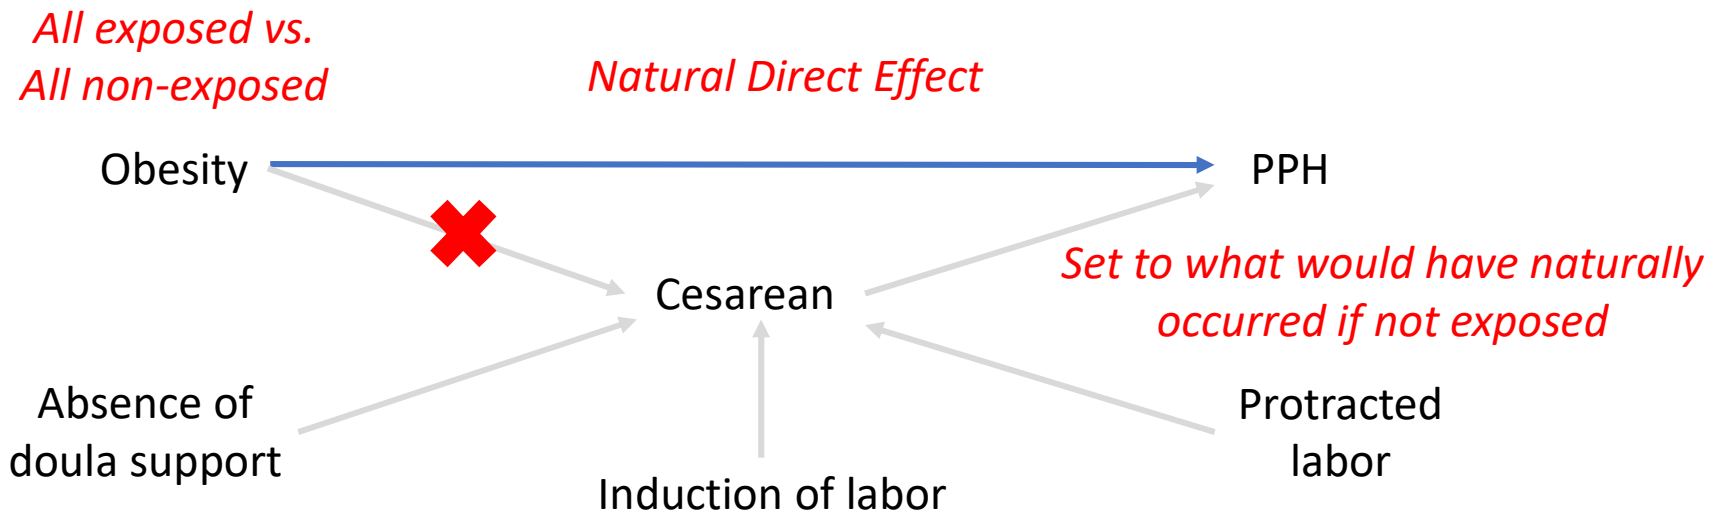 All exposed vs.
All non-exposed
Natural Direct Effect
Obesity
PPH
Cesarean
Set to what would have naturally
occurred if not exposed
Absence of
doula support
Induction of labor
Protracted
labor